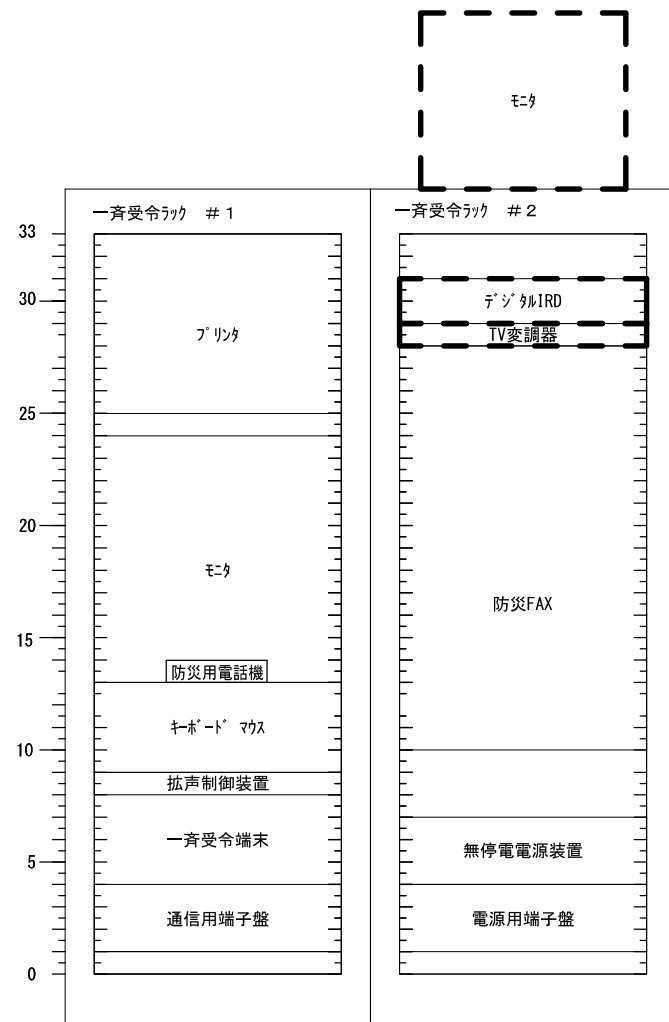 モニタ
一斉受令ラック ＃１
一斉受令ラック ＃２
33
30
25
20
15
10
5
0
プリンタ
モニタ
防災用電話機
キーボード マウス
拡声制御装置
一斉受令端末
通信用端子盤
デジタルIRD
TV変調器
防災FAX
無停電電源装置
電源用端子盤